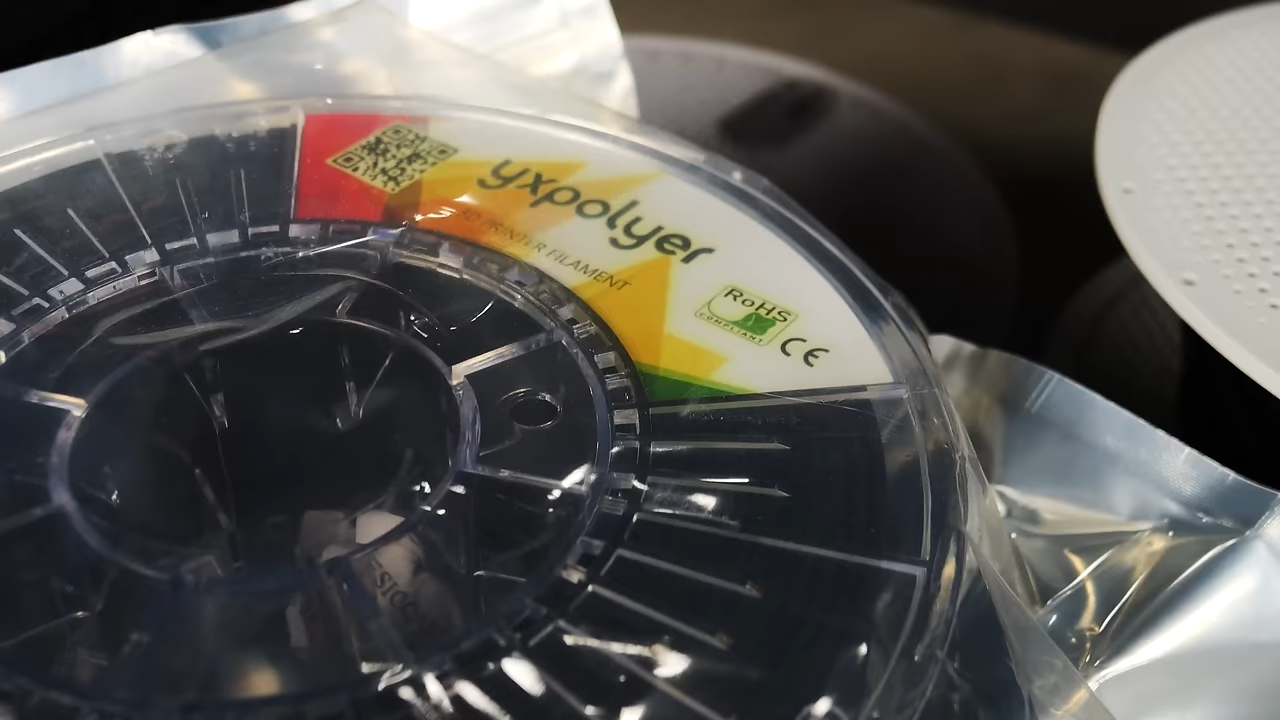 yxpolyer
3D PRINTER FILAMENT
RoHS
COMPLIANT
CE